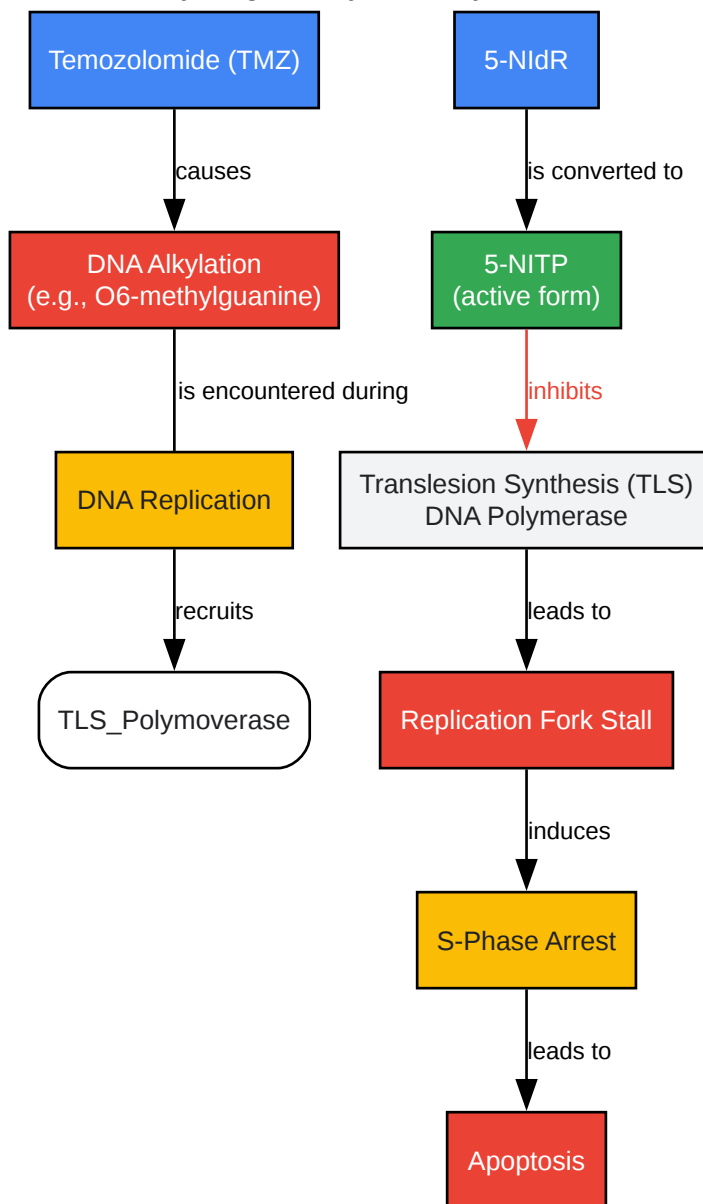 Temozolomide (TMZ)
5-NIdR
causes
is converted to
DNA Alkylation
(e.g., O6-methylguanine)
5-NITP
(active form)
is encountered during
inhibits
DNA Replication
Translesion Synthesis (TLS)
DNA Polymerase
recruits
leads to
TLS_Polymoverase
Replication Fork Stall
induces
S-Phase Arrest
leads to
Apoptosis